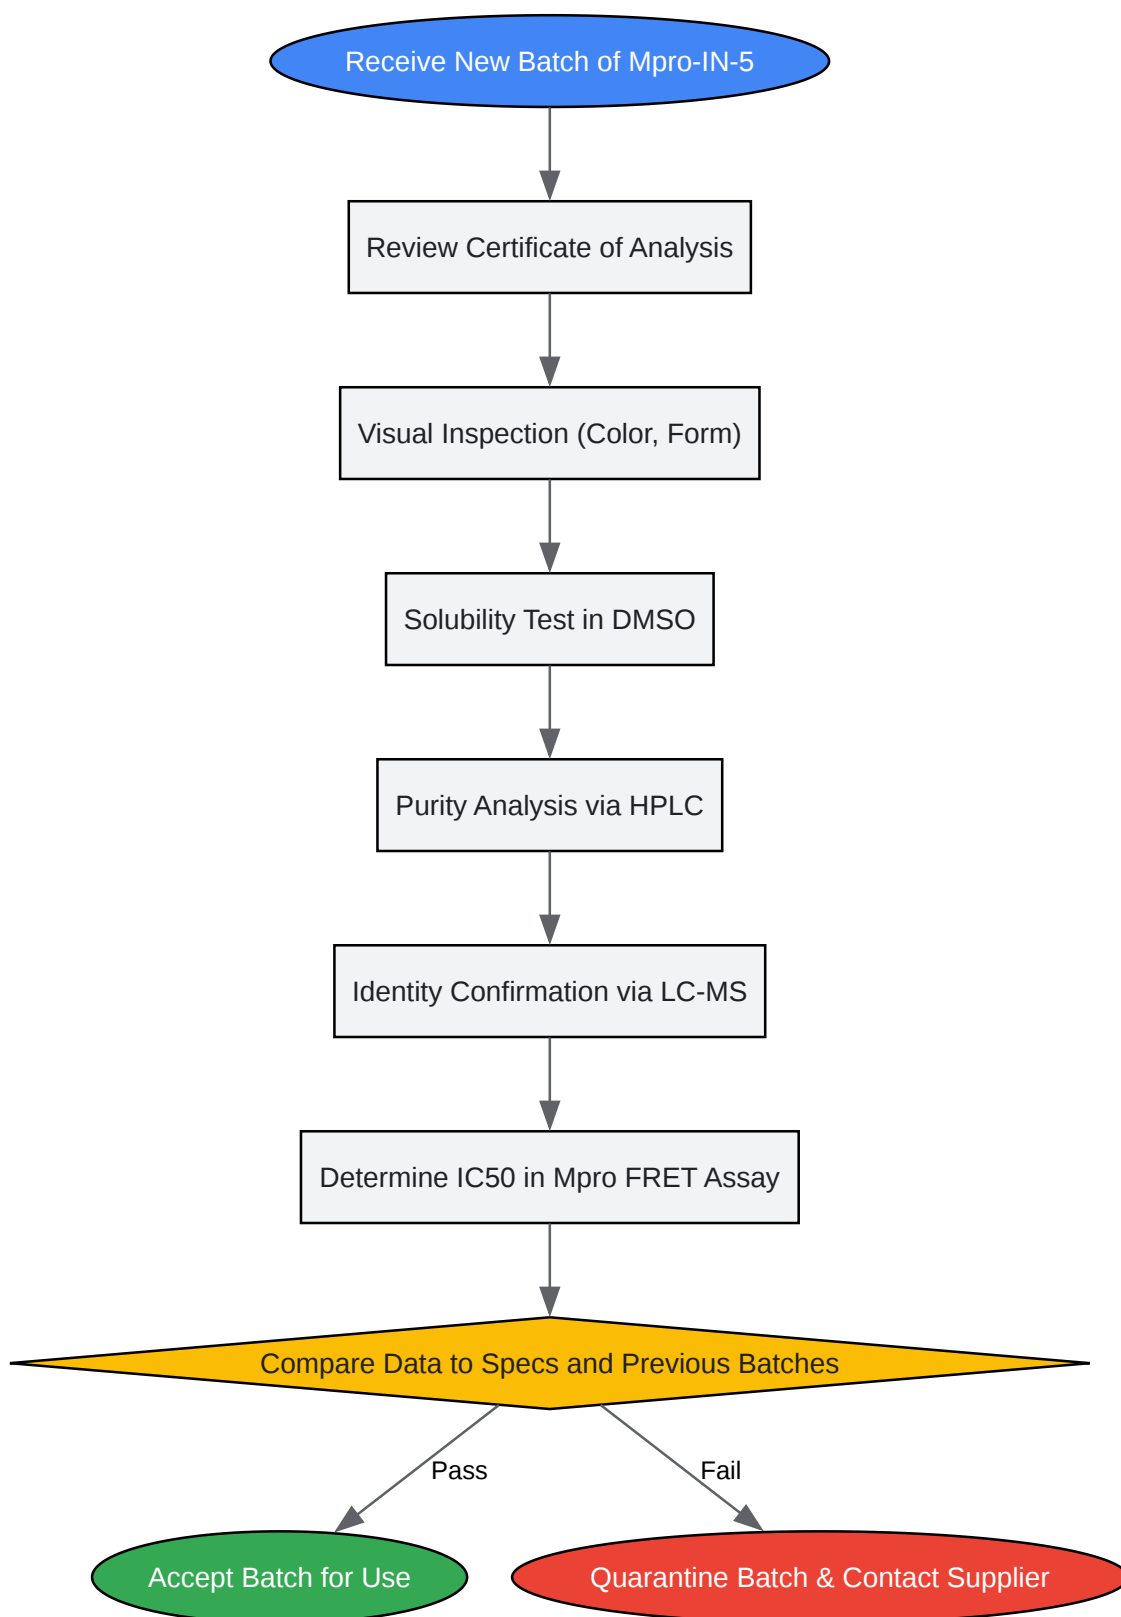 Receive New Batch of Mpro-IN-5
Review Certificate of Analysis
Visual Inspection (Color, Form)
Solubility Test in DMSO
Purity Analysis via HPLC
Identity Confirmation via LC-MS
Determine IC50 in Mpro FRET Assay
Compare Data to Specs and Previous Batches
Pass
Fail
Accept Batch for Use
Quarantine Batch & Contact Supplier